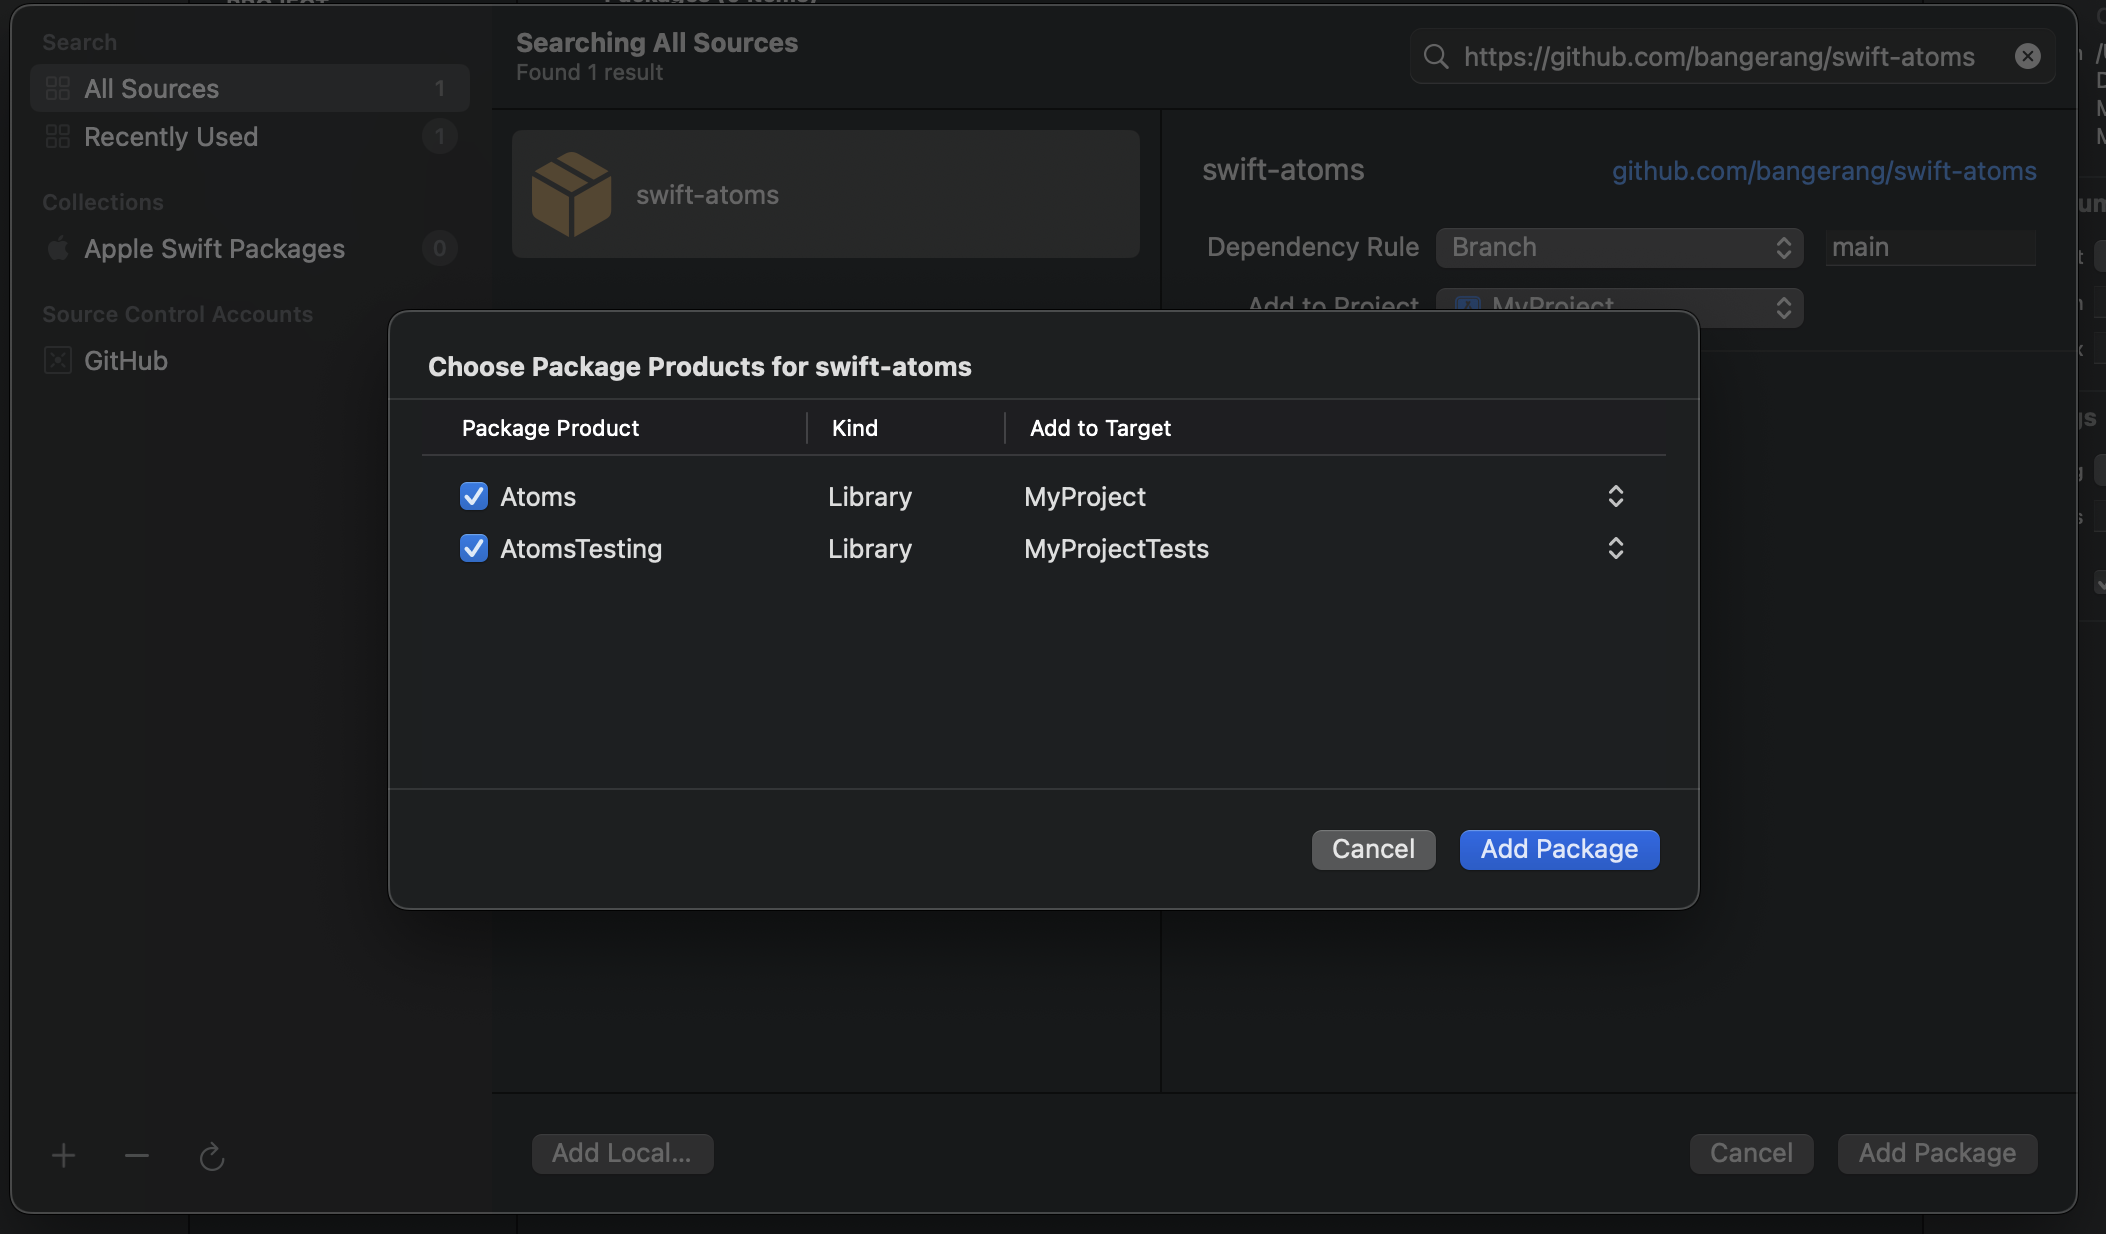 Search
All Sources 1
Recently Used 1
Collections
Apple Swift Packages 0
Source Control Accounts
GitHub
Searching All Sources
Found 1 result
https://github.com/bangerang/swift-atoms
swift-atoms
swift-atoms github.com/bangerang/swift-atoms
Dependency Rule Branch main
Add to Project MyProject
Choose Package Products for swift-atoms
Package Product Kind Add to Target
Atoms Library MyProject
AtomsTesting Library MyProjectTests
Cancel Add Package
Add Local... Cancel Add Package